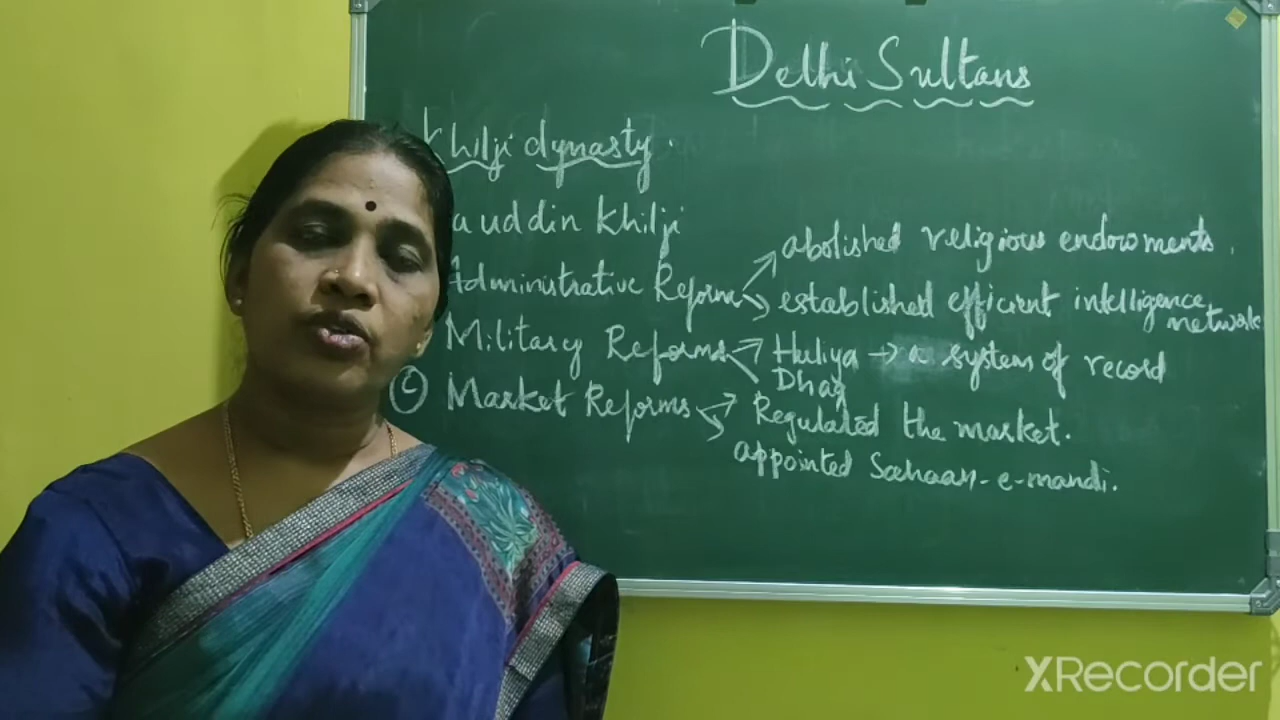 Delhi Sultans
Khilji dynasty.
auddin Khilji
Administrative Reforms
abolished religious endowments.
established efficient intelligence
network
Military Reforms
Huliya → a system of record
Dhag
(C) Market Reforms
Regulated the market.
appointed Sahaan-e-mandi.
XRecorder